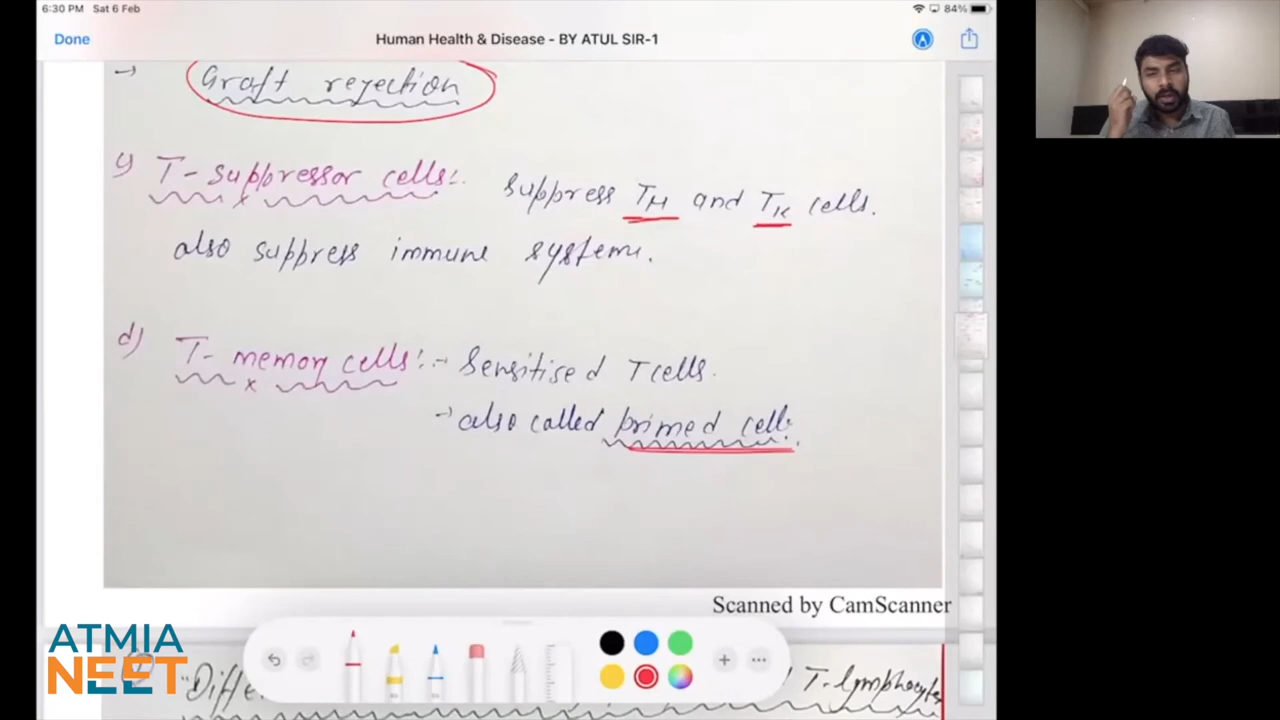 6:30 PM Sat 6 Feb
84%
Done
Human Health & Disease - BY ATUL SIR-1
→ Graft rejection
c) T-suppressor cells:. Suppress TH and TK cells.
also suppress immune system.
d) T-memory cells:- Sensitised T cells.
→ also called primed cells.
Scanned by CamScanner
ATMIA
NEET
T-lymphocytes